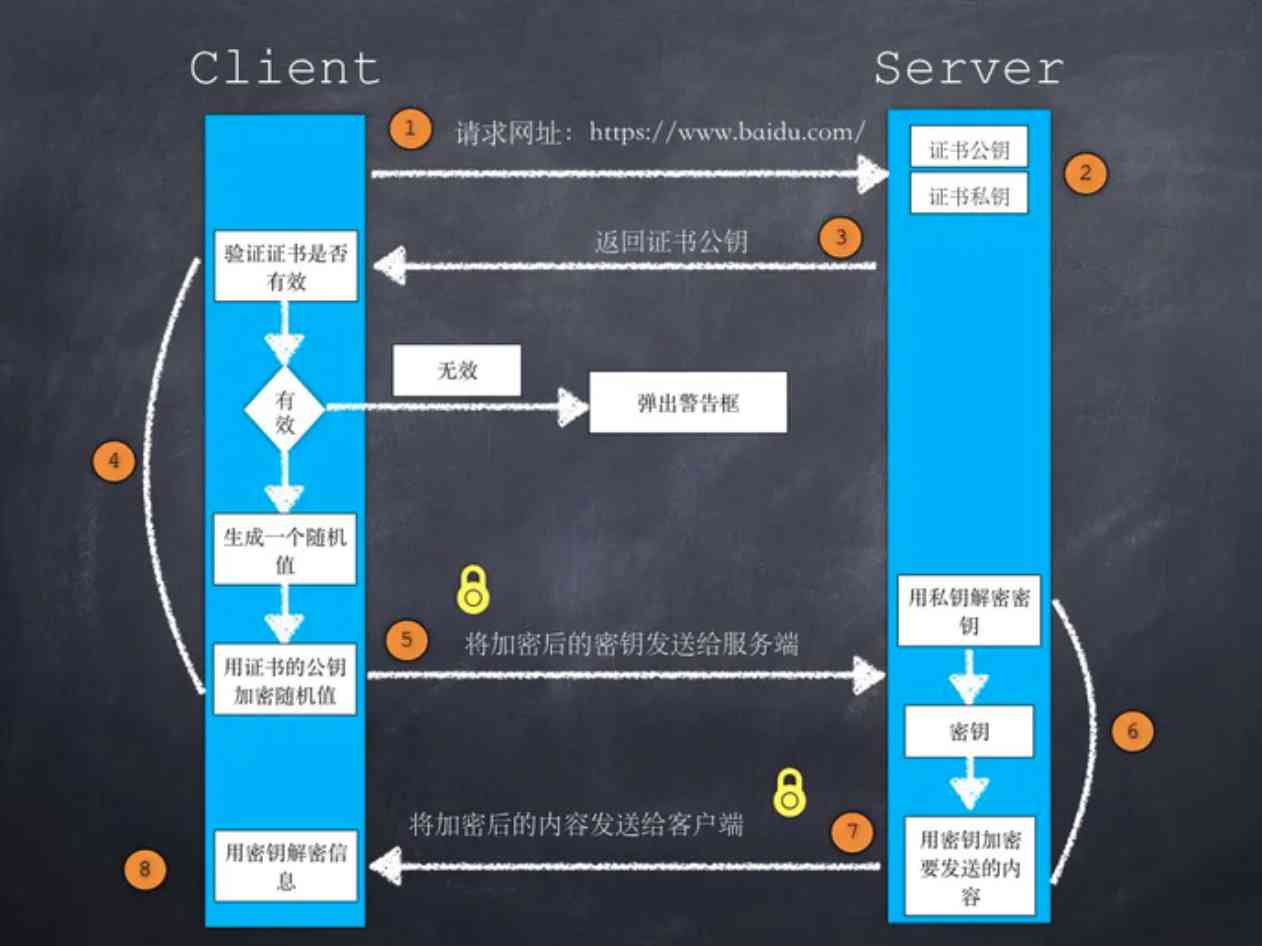 Client
Server
1
请求网址：https://www.baidu.com/
证书公钥
2
证书私钥
返回证书公钥
3
验证证书是否
有效
无效
有
效
弹出警告框
4
生成一个随机
值
用私钥解密密
钥
5
将加密后的密钥发送给服务端
用证书的公钥
加密随机值
密钥
6
将加密后的内容发送给客户端
7
用密钥加密
要发送的内
容
8
用密钥解密信
息